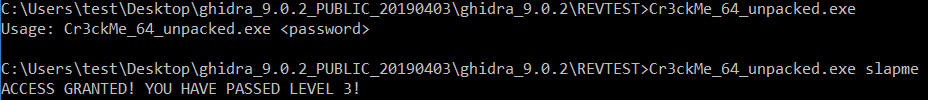 C:\Users\test\Desktop\ghidra_9.0.2_PUBLIC_20190403\ghidra_9.0.2\REVTEST>Cr3ckMe_64_unpacked.exe
Usage: Cr3ckMe_64_unpacked.exe <password>
C:\Users\test\Desktop\ghidra_9.0.2_PUBLIC_20190403\ghidra_9.0.2\REVTEST>Cr3ckMe_64_unpacked.exe slapme
ACCESS GRANTED! YOU HAVE PASSED LEVEL 3!